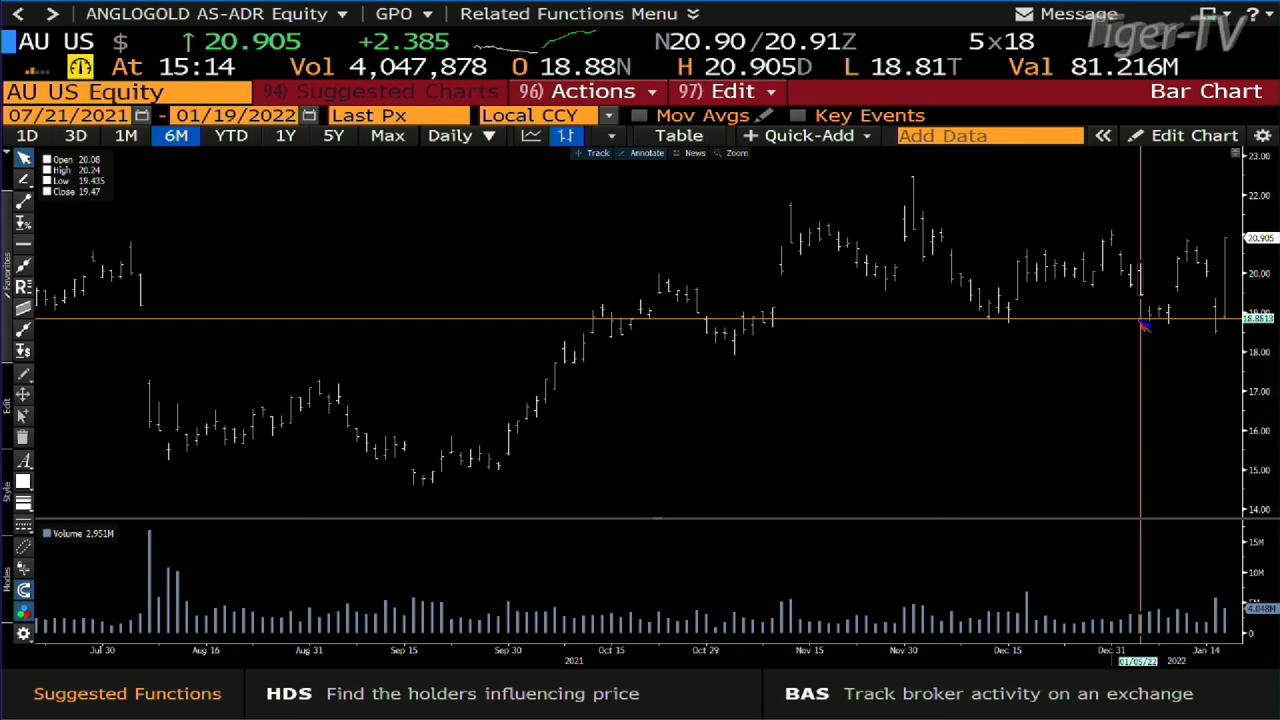 ANGLOGOLD AS-ADR Equity GPO Related Functions Menu Message ?
Tiger-TV
AU US $ 20.905 +2.385 N20.90/20.91Z 5x18
At 15:14 Vol 4,047,878 O 18.88N H 20.905D L 18.81T Val 81.216M
AU US Equity 94) Suggested Charts 96) Actions 97) Edit Bar Chart
07/21/2021 - 01/19/2022 Last Px Local CCY Mov Avgs Key Events
1D 3D 1M 6M YTD 1Y 5Y Max Daily Table + Quick-Add Add Data Edit Chart
Track Annotate News Zoom
Open 20.08
High 20.24
Low 19.435
Close 19.47
Favorites
Edit
Style
Modes
23.00
22.00
20.905
20.00
18.8513
18.00
17.00
16.00
15.00
14.00
Volume 2.951M
15M
10M
4.048M
0
Jul 30 Aug 16 Aug 31 Sep 15 Sep 30 Oct 15 Oct 29 Nov 15 Nov 30 Dec 15 Dec 31 Jan 14
2021 01/05/22 2022
Suggested Functions HDS Find the holders influencing price BAS Track broker activity on an exchange